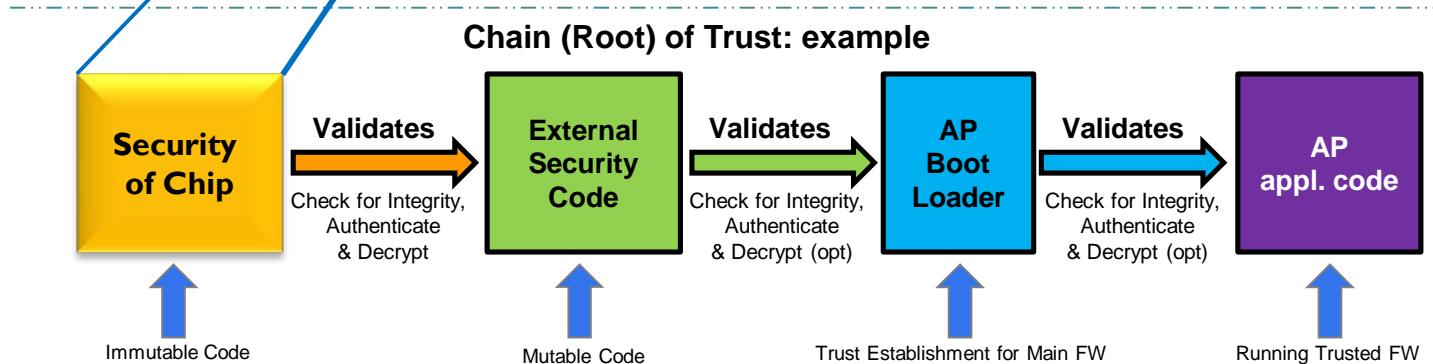 Chain (Root) of Trust: example
Security
of Chip
Validates
Check for Integrity,
Authenticate
& Decrypt
External
Security
Code
Validates
Check for Integrity,
Authenticate
& Decrypt (opt)
AP
Boot
Loader
Validates
Check for Integrity,
Authenticate
& Decrypt (opt)
AP
appl. code
Immutable Code
Mutable Code
Trust Establishment for Main FW
Running Trusted FW